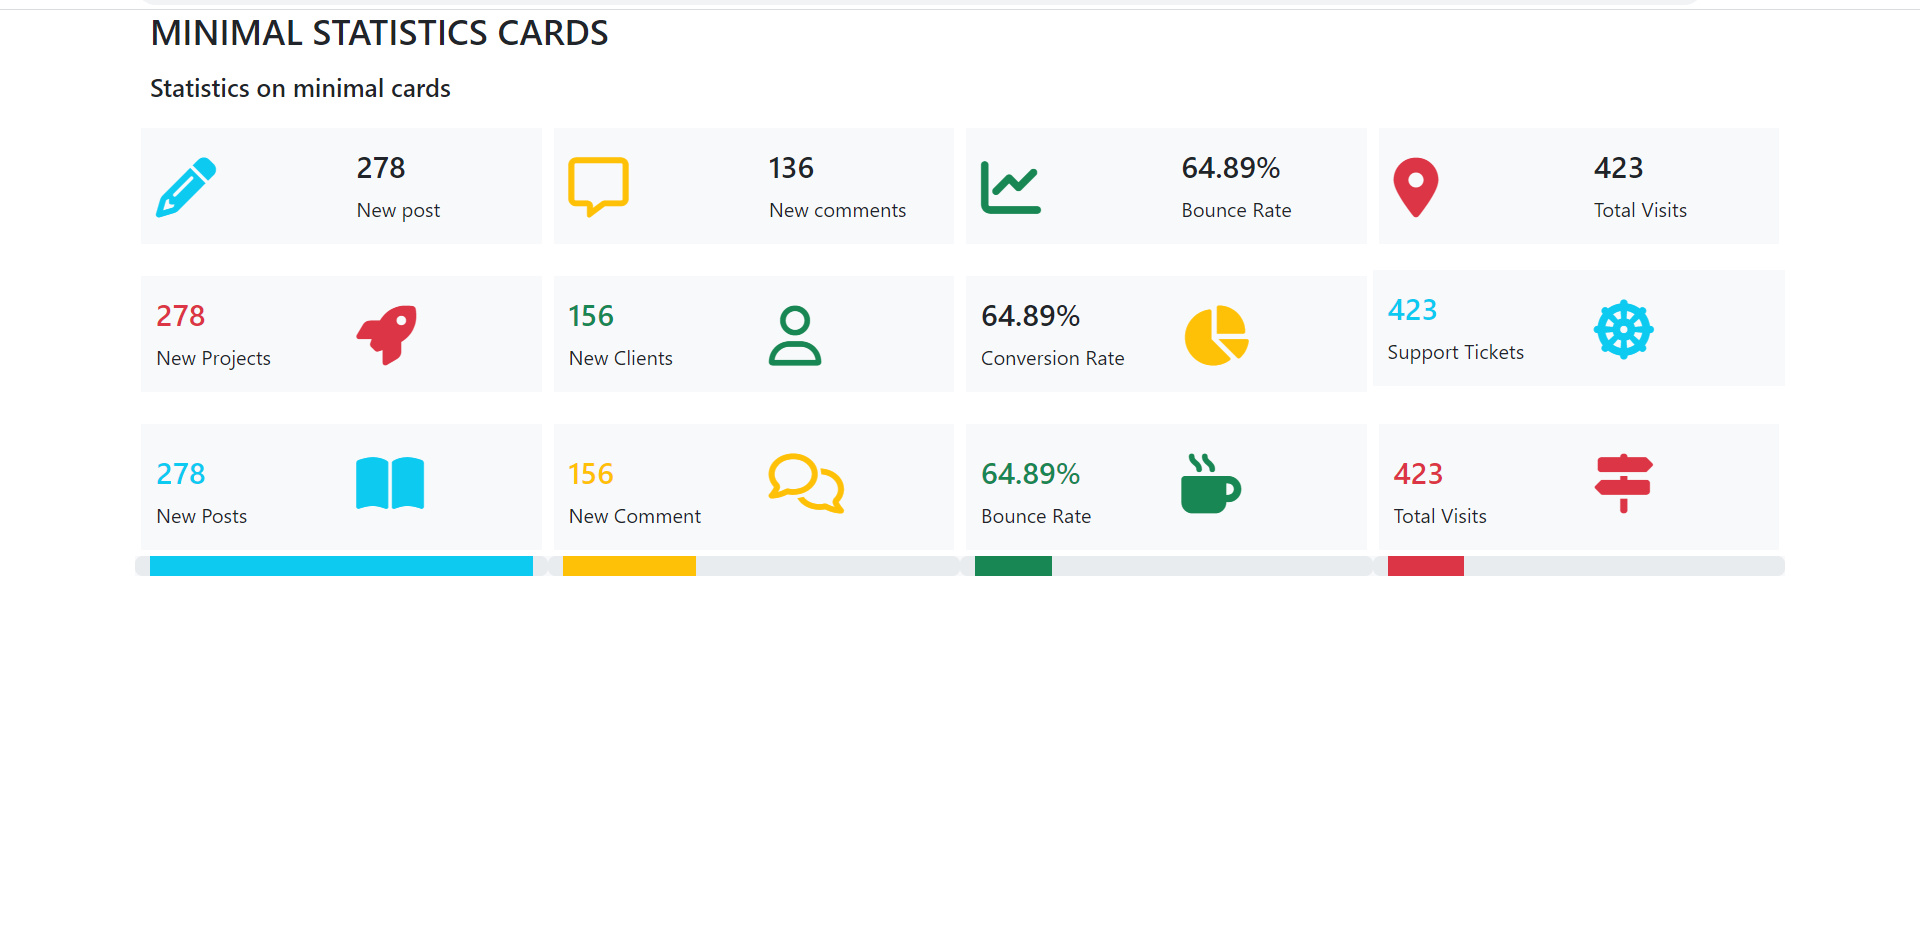 MINIMAL STATISTICS CARDS
Statistics on minimal cards
278
New post
136
New comments
64.89%
Bounce Rate
423
Total Visits
278
New Projects
156
New Clients
64.89%
Conversion Rate
423
Support Tickets
278
New Posts
156
New Comment
64.89%
Bounce Rate
423
Total Visits